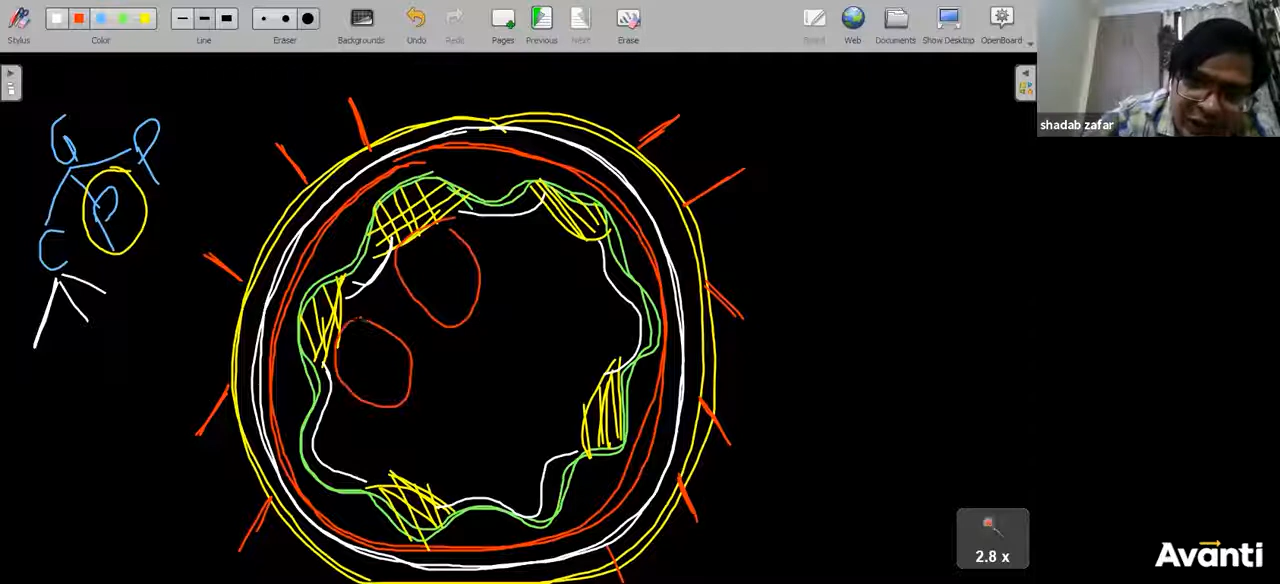 Stylus
Color
Line
Eraser
Backgrounds
Undo
Redo
Pages
Previous
Next
Erase
Board
Web
Documents
Show Desktop
OpenBoard
shadab zafar
G P
P
C
2.8 x
Avanti